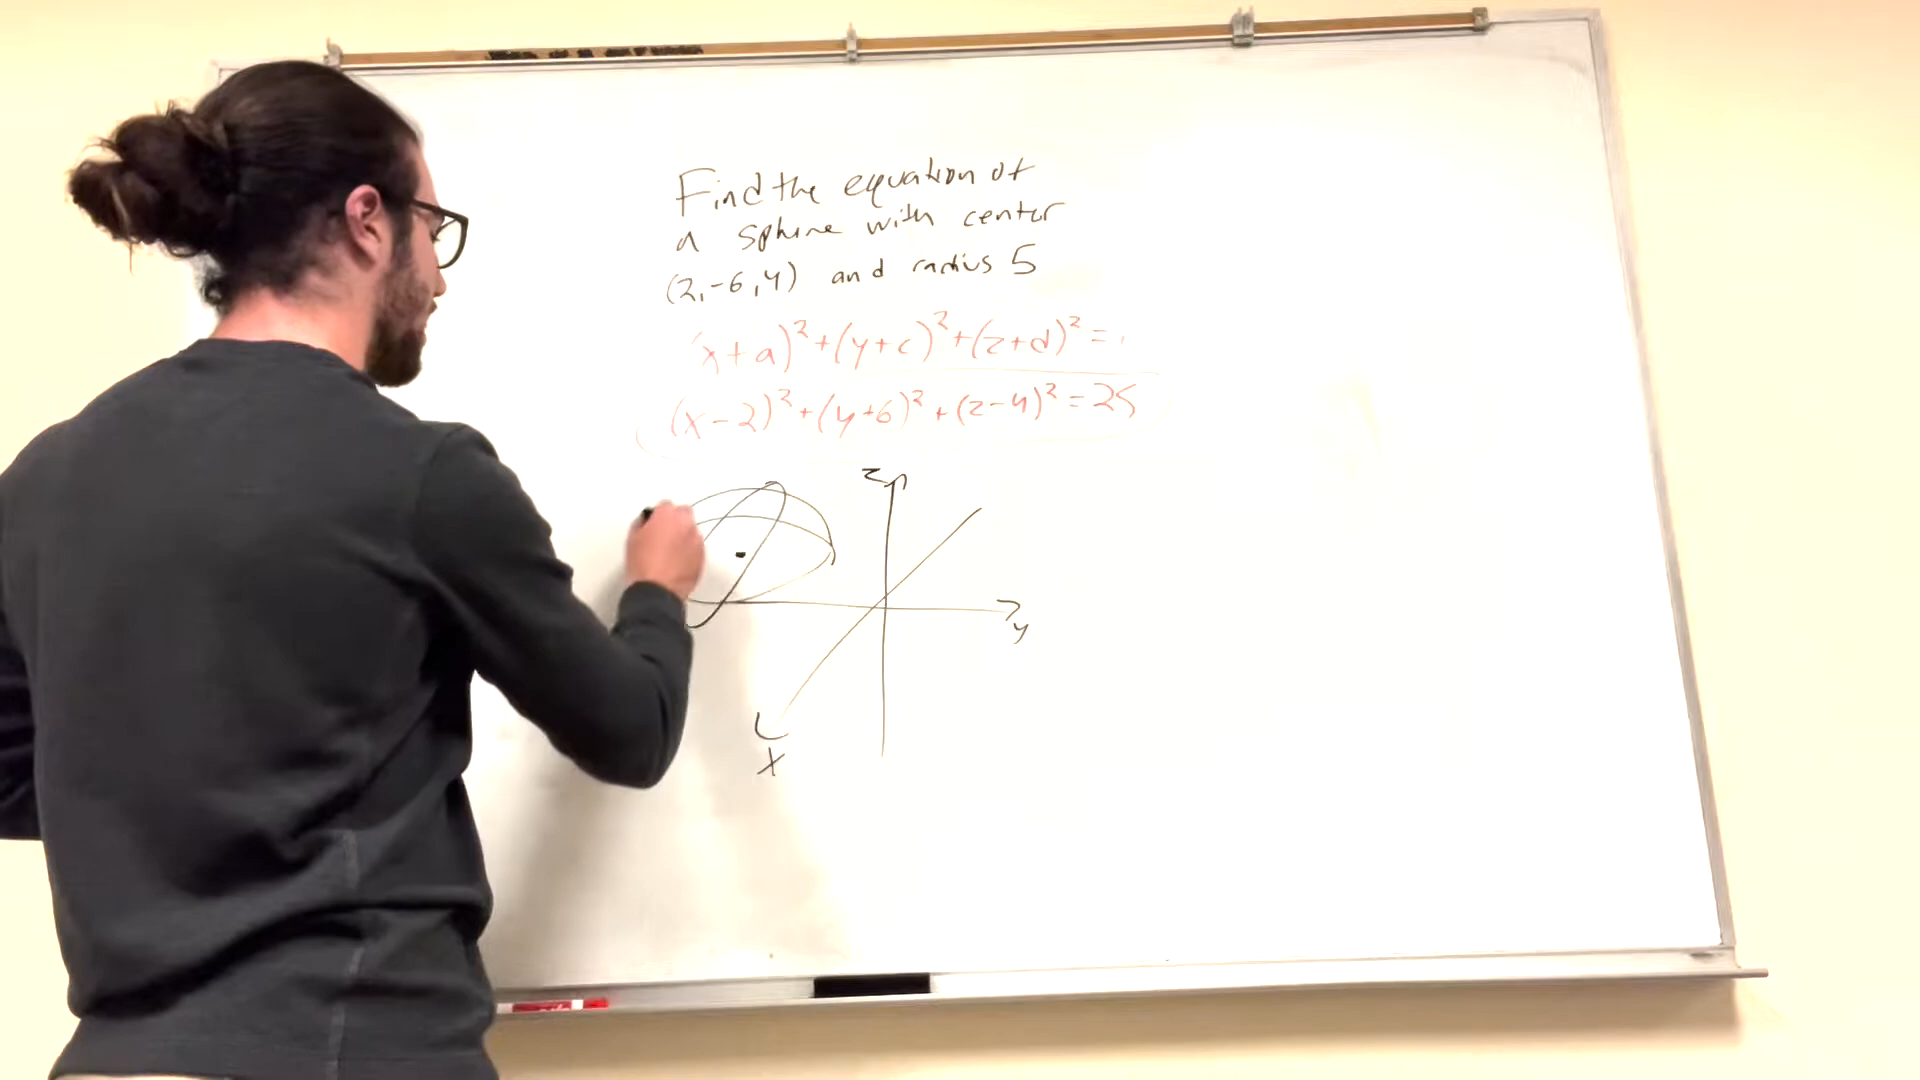 Find the equation of
a sphere with center
(2,-6,4) and radius 5
(x+a)²+(y+c)²+(z+d)²=
(x-2)²+(y+6)²+(z-4)²=25
z
y
x